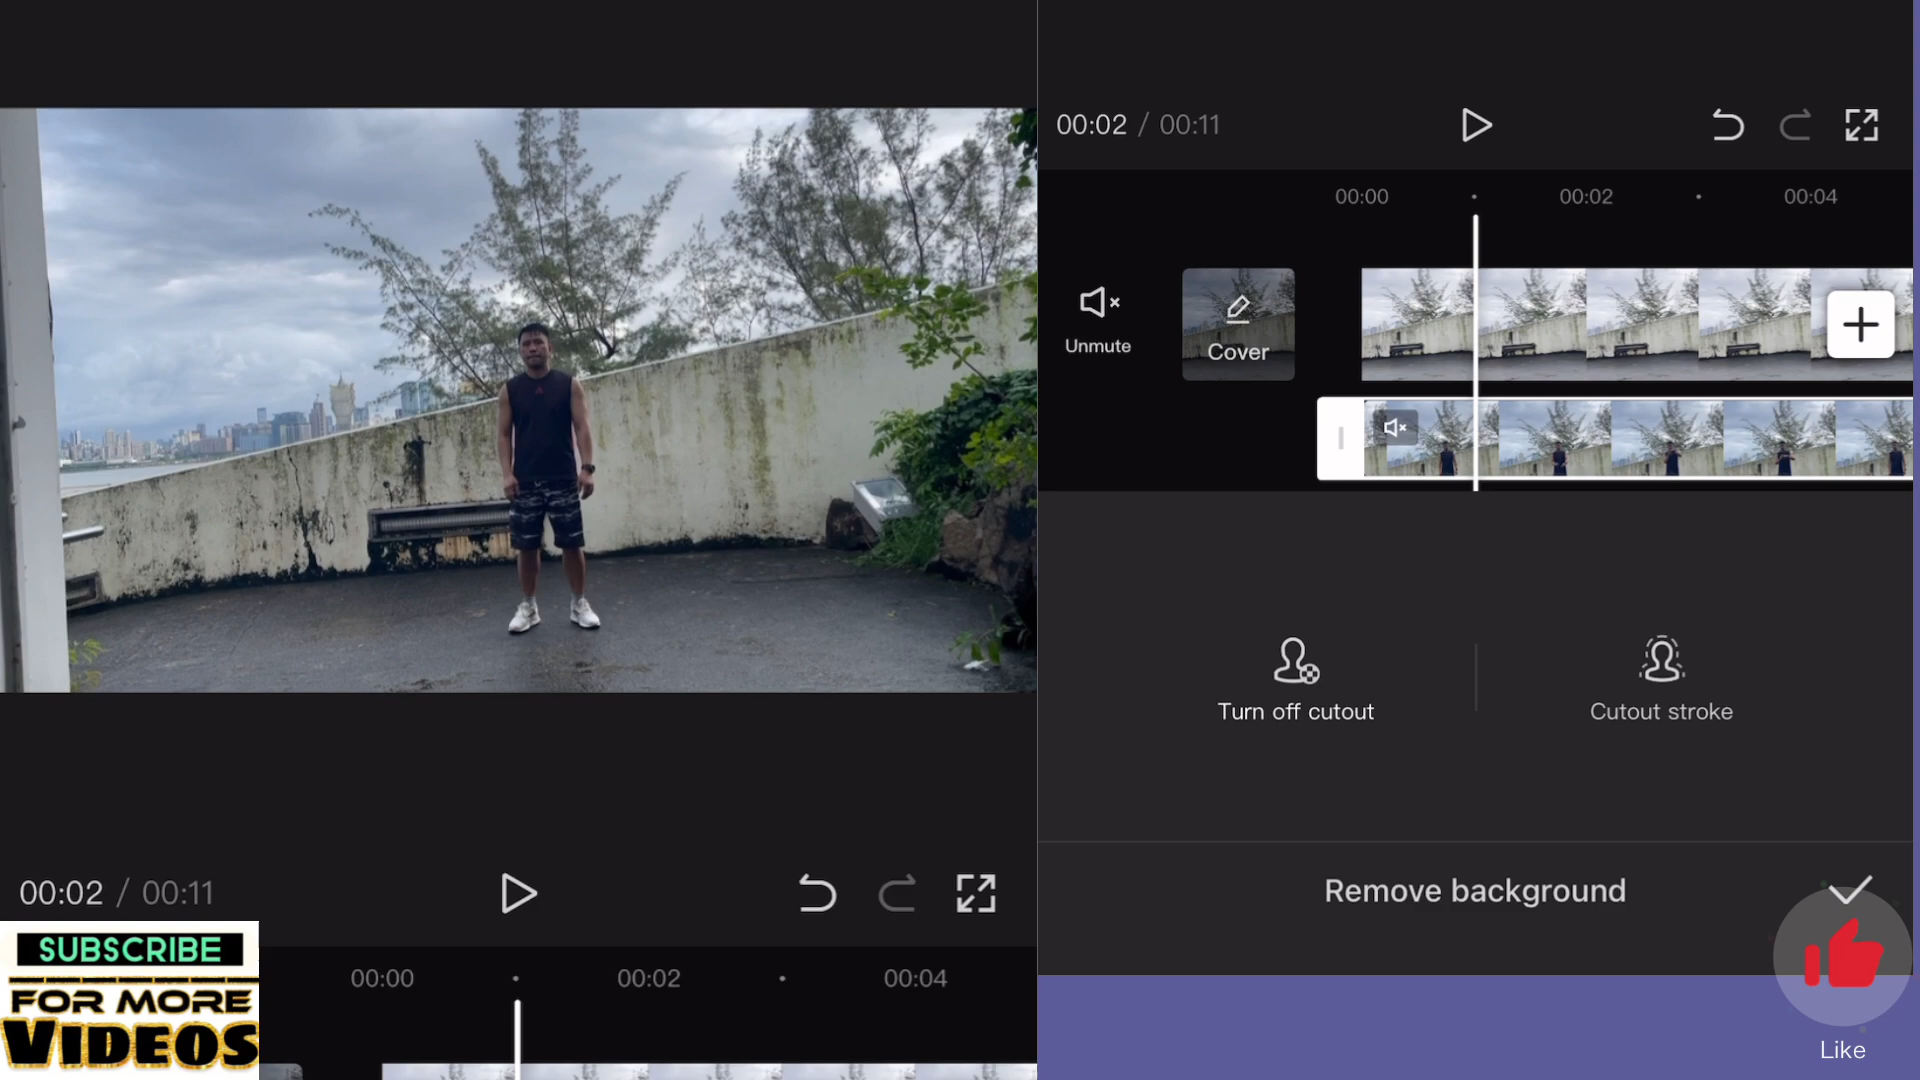 00:02 / 00:11
00:00 00:02 00:04
Unmute
Cover
Turn off cutout
Cutout stroke
Remove background
Like
00:02 / 00:11
00:00 00:02 00:04
SUBSCRIBE
FOR MORE
VIDEOS